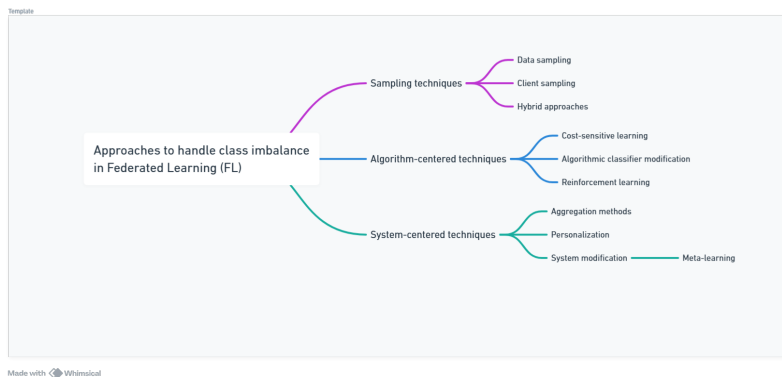 Template
Approaches to handle class imbalance
in Federated Learning (FL)
Sampling techniques
Data sampling
Client sampling
Hybrid approaches
Algorithm-centered techniques
Cost-sensitive learning
Algorithmic classifier modification
Reinforcement learning
System-centered techniques
Aggregation methods
Personalization
System modification
Meta-learning
Made with Whimsical